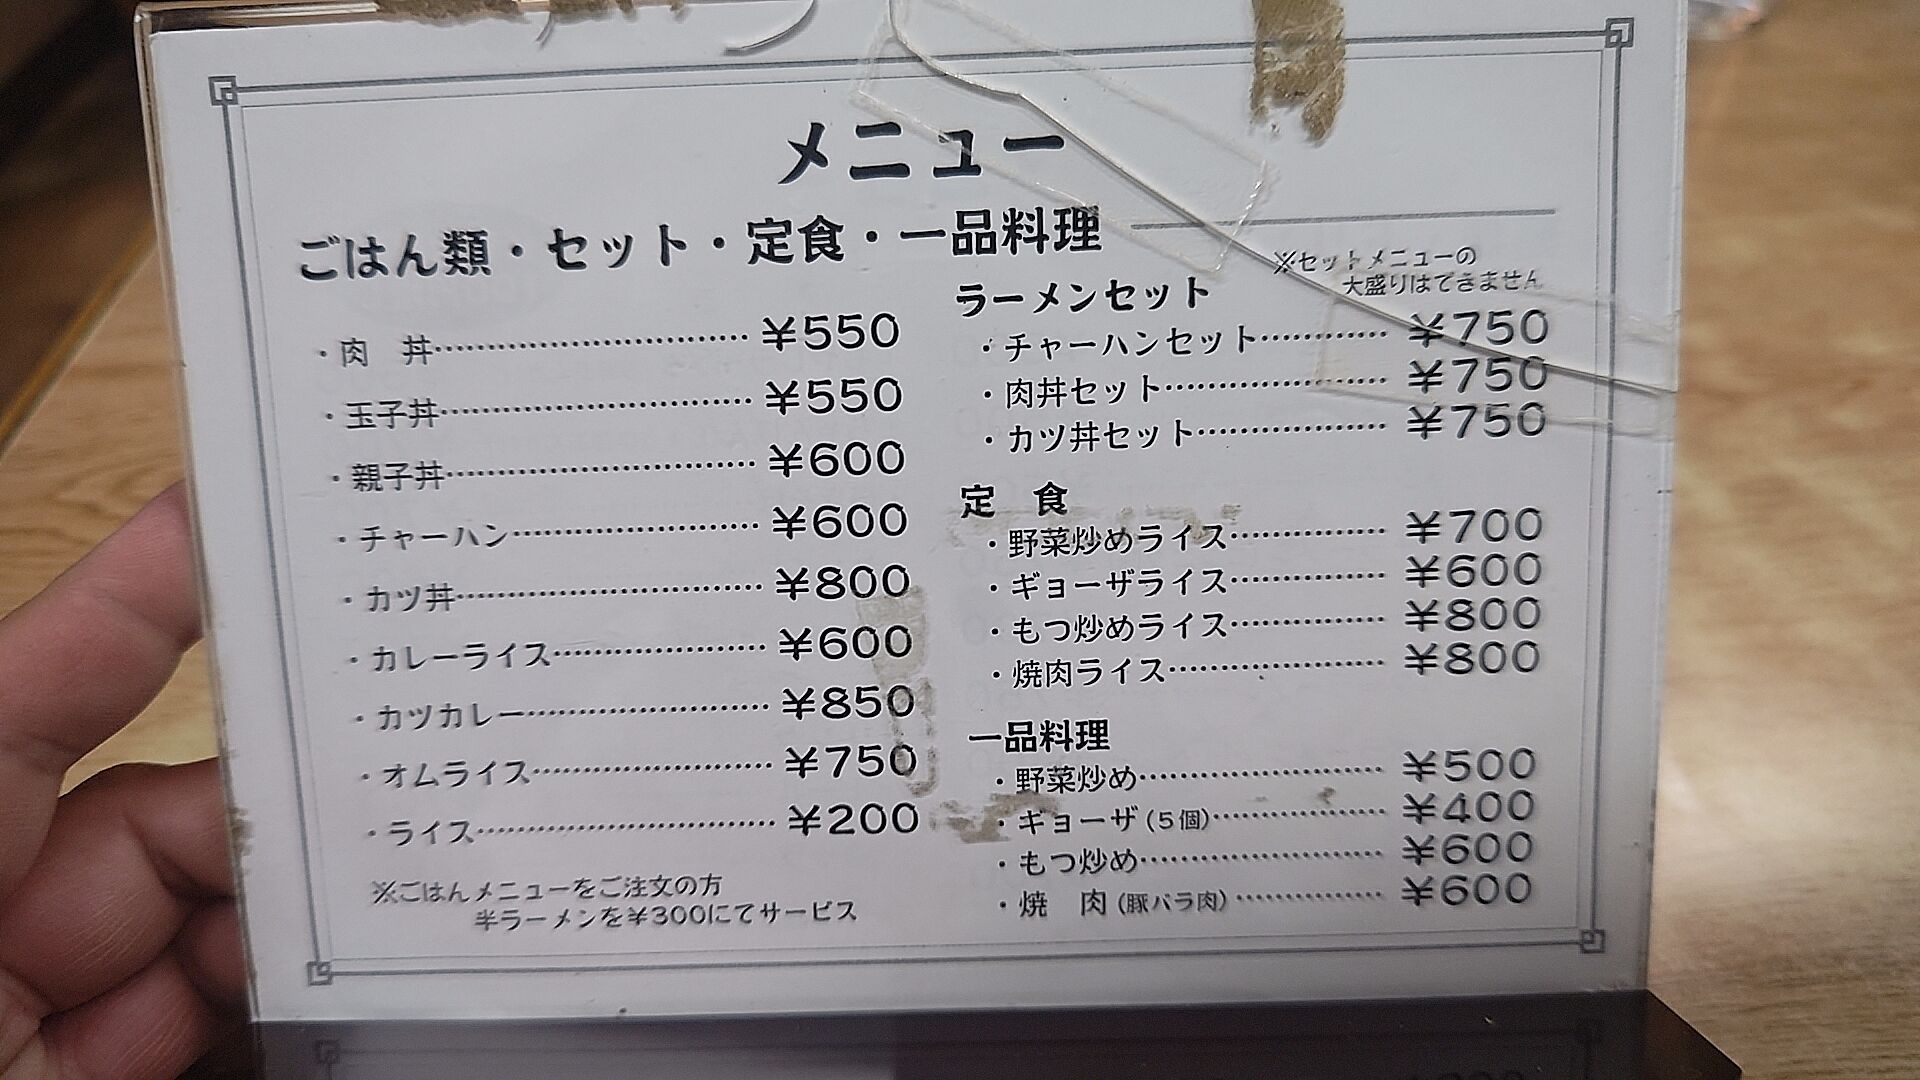 メニュー
ごはん類・セット・定食・一品料理
・肉 丼 ¥550
・玉子丼 ¥550
・親子丼 ¥600
・チャーハン ¥600
・カツ丼 ¥800
・カレーライス ¥600
・カツカレー ¥850
・オムライス ¥750
・ライス ¥200
※ごはんメニューをご注文の方
半ラーメンを¥300にてサービス
※セットメニューの
大盛りはできません
ラーメンセット
・チャーハンセット ¥750
・肉丼セット ¥750
・カツ丼セット ¥750
定 食
・野菜炒めライス ¥700
・ギョーザライス ¥600
・もつ炒めライス ¥800
・焼肉ライス ¥800
一品料理
・野菜炒め ¥500
・ギョーザ(5個) ¥400
・もつ炒め ¥600
・焼 肉(豚バラ肉) ¥600